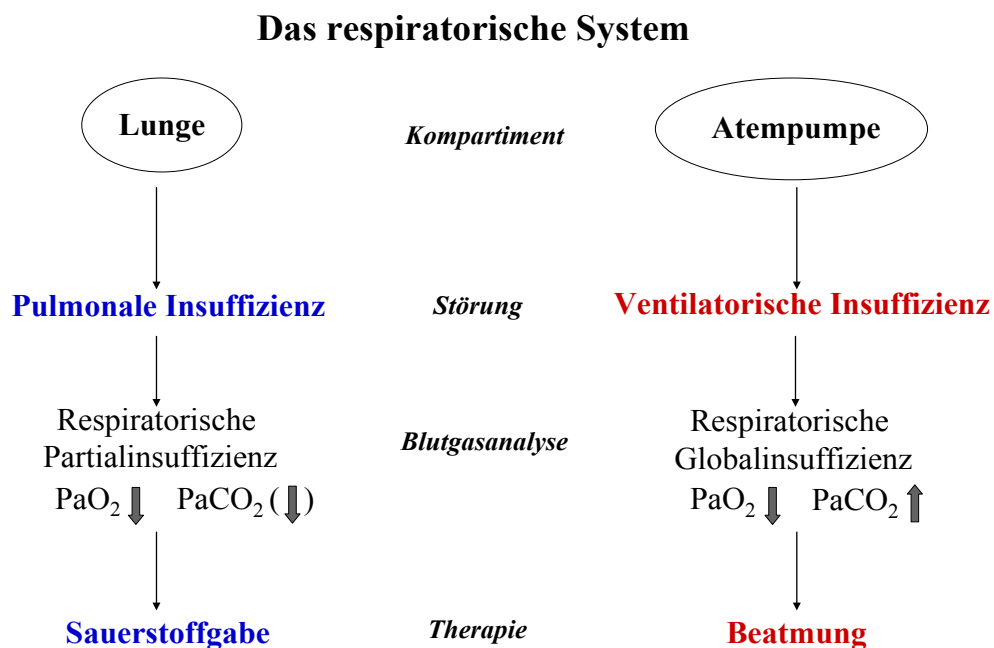 Das respiratorische System
Lunge
Kompartiment
Atempumpe
Pulmonale Insuffizienz
Störung
Ventilatorische Insuffizienz
Respiratorische
Partialinsuffizienz
PaO₂ ↓ PaCO₂ (↓)
Blutgasanalyse
Respiratorische
Globalinsuffizienz
PaO₂ ↓ PaCO₂ ↑
Sauerstoffgabe
Therapie
Beatmung